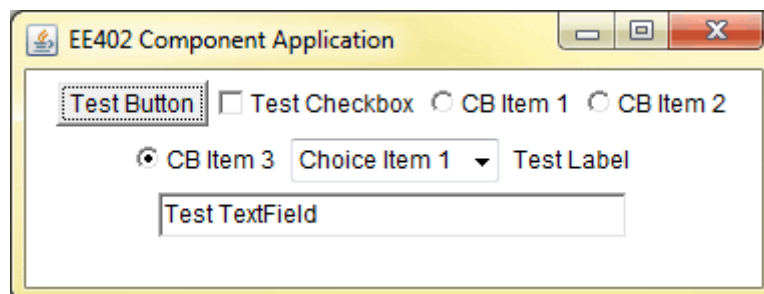 EE402 Component Application
Test Button Test Checkbox CB Item 1 CB Item 2
CB Item 3 Choice Item 1 Test Label
Test TextField